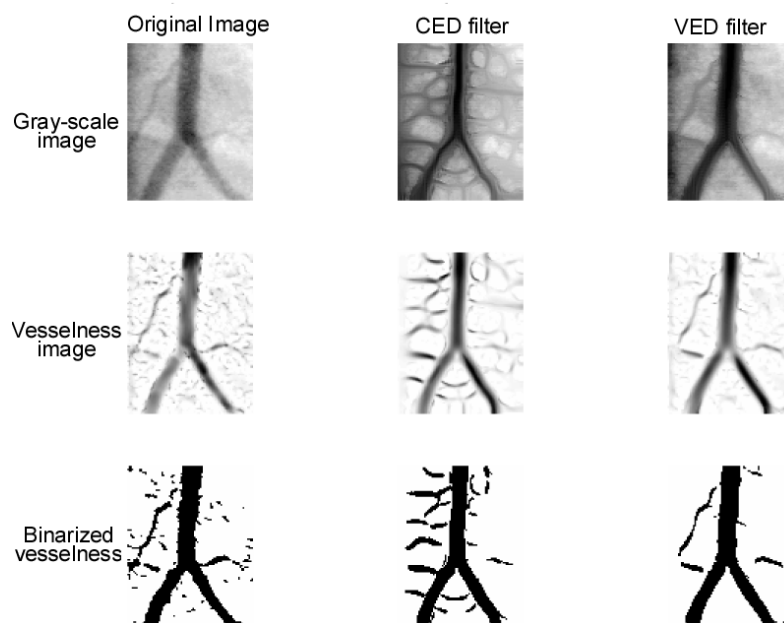 Original Image
CED filter
VED filter
Gray-scale
image
Vesselness
image
Binarized
vesselness